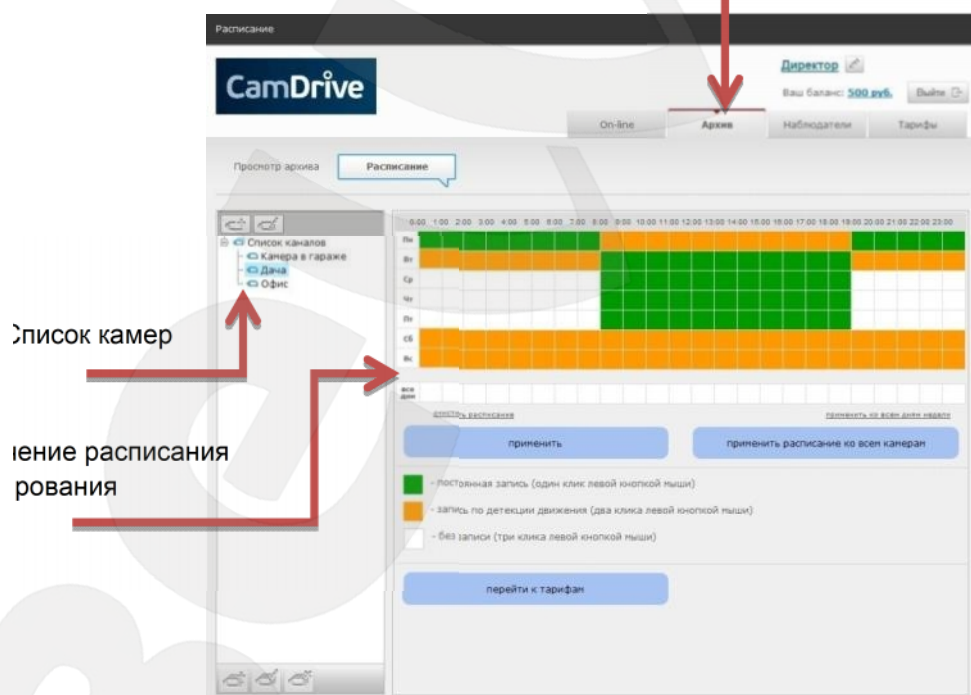 Расписание
CamDrive
Директор
Ваш баланс: 500 руб.
Выйти
On-line
Архив
Наблюдатели
Тарифы
Просмотр архива
Расписание
0:00 1:00 2:00 3:00 4:00 5:00 6:00 7:00 8:00 9:00 10:00 11:00 12:00 13:00 14:00 15:00 16:00 17:00 18:00 19:00 20:00 21:00 22:00 23:00
Список каналов
Камера в гараже
Дача
Офис
Пн
Вт
Ср
Чт
Пн
Сб
Вс
все
дни
Список камер
нение расписания
рования
очистить расписание
применить ко всем дням недели
применить
применить расписание ко всем камерам
- постоянная запись (один клик левой кнопкой мыши)
- запись по детекции движения (два клика левой кнопкой мыши)
- без записи (три клика левой кнопкой мыши)
перейти к тарифам